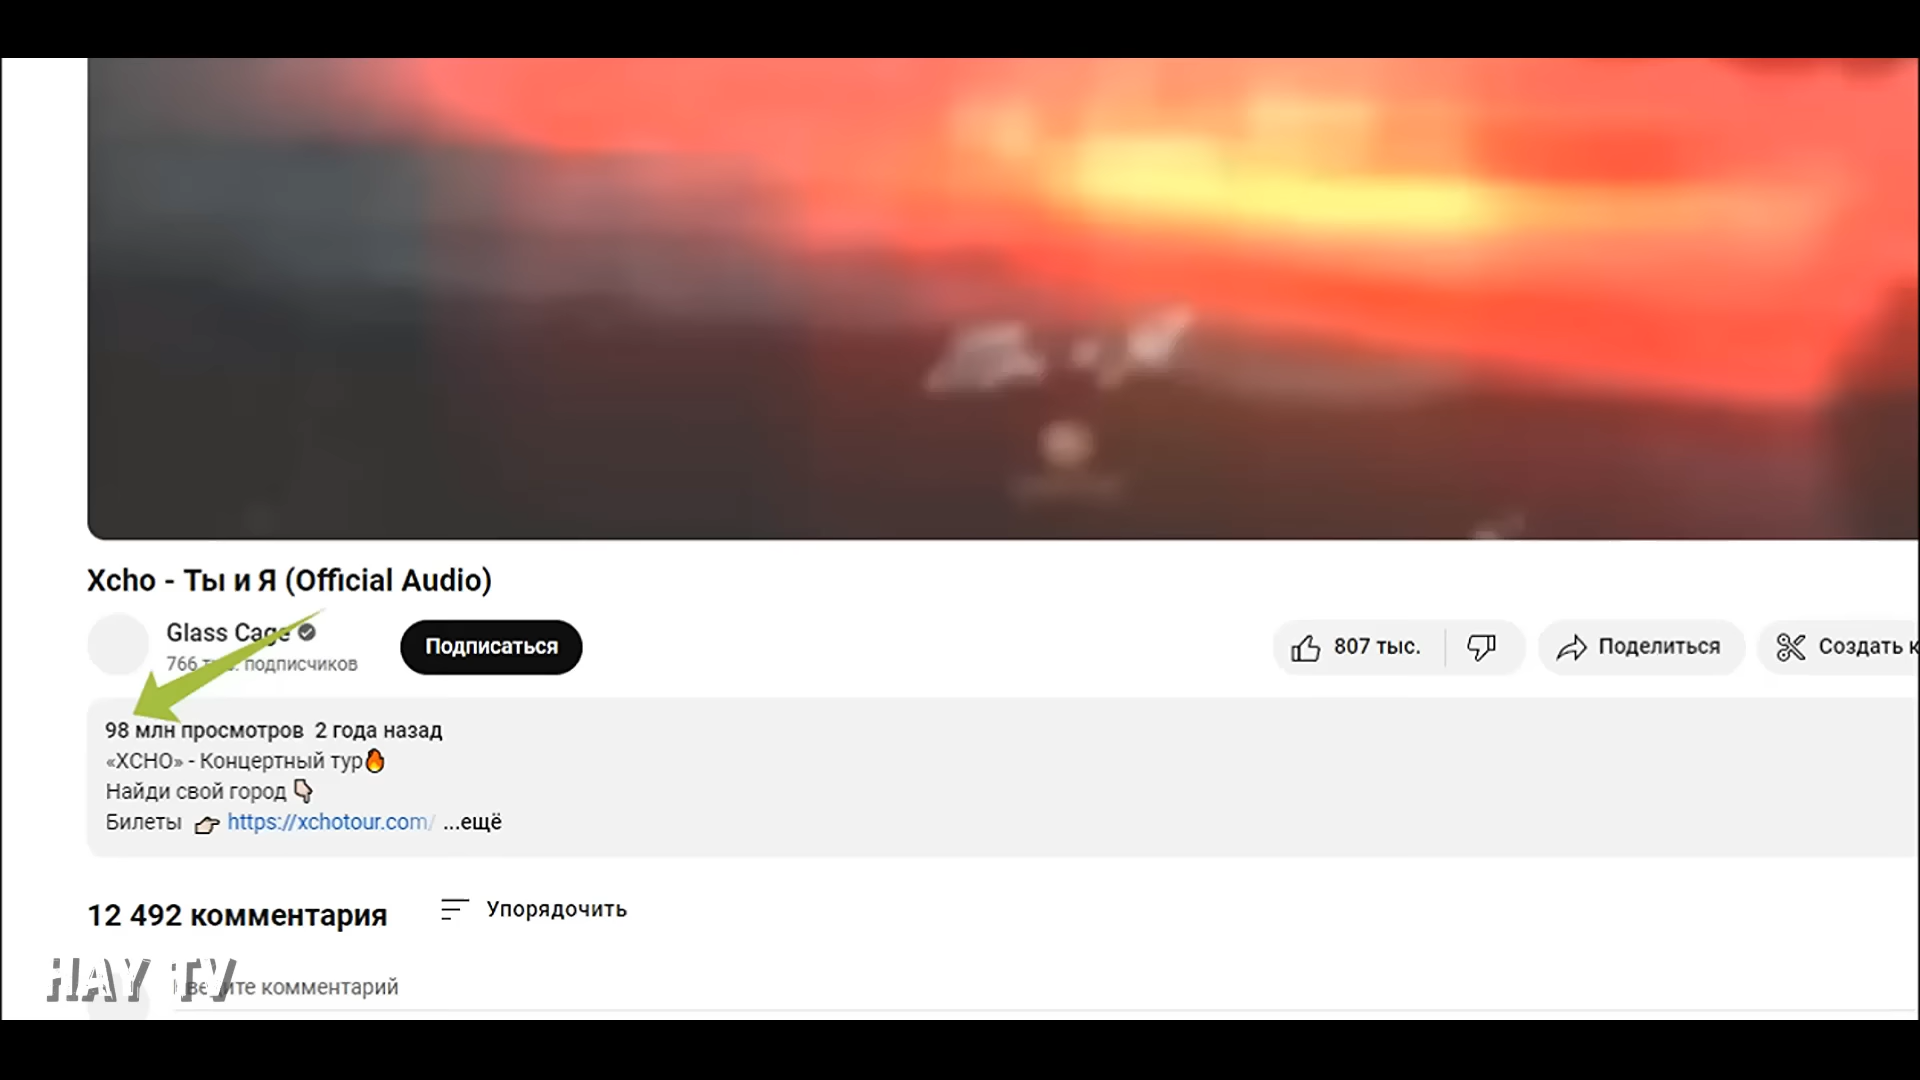 Xcho - Ты и Я (Official Audio)
Glass Cage
766 подписчиков
Подписаться
807 тыс.
Поделиться
Создать к
98 млн просмотров 2 года назад
«XCHO» - Концертный тур🔥
Найди свой город 👇🏻
Билеты 👉🏻 https://xchotour.com/ ...ещё
12 492 комментария
Упорядочить
комментарий
HAY TV